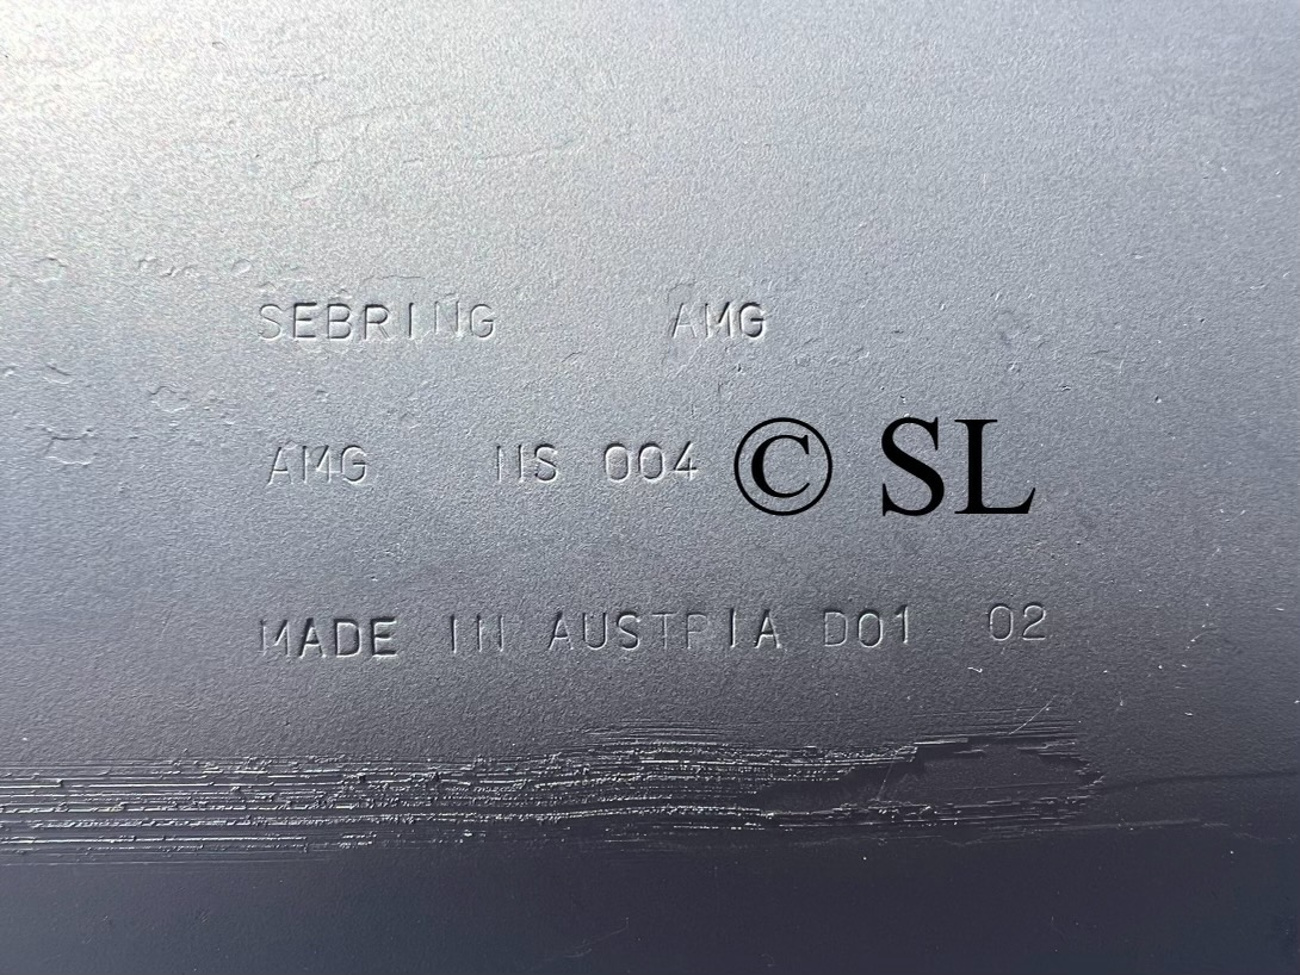 SEBRING AMG
AMG NS 004 © SL
MADE IN AUSTRIA D01 02